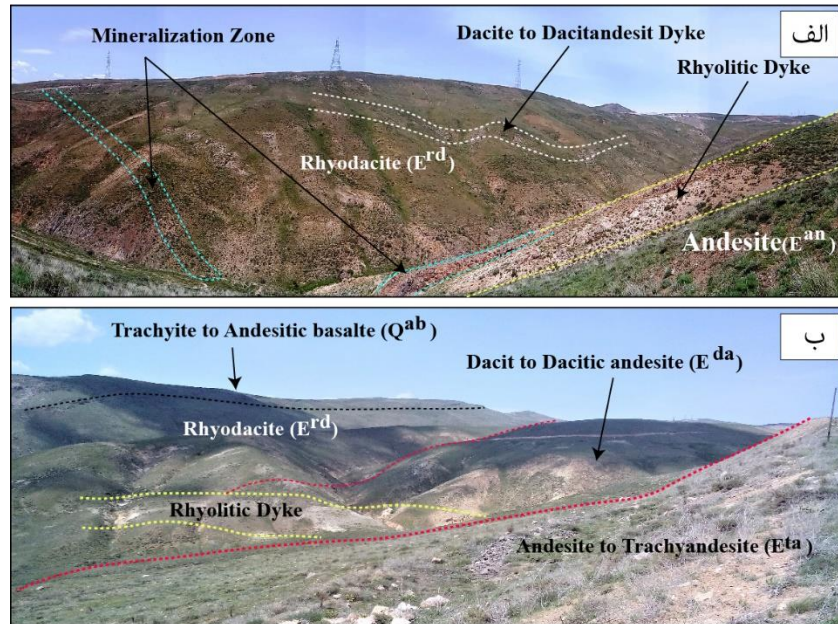 الف
Mineralization Zone
Dacite to Dacitandesit Dyke
Rhyolitic Dyke
Rhyodacite (E^rd)
Andesite(E^an)
ب
Trachyite to Andesitic basalte (Q^ab)
Dacit to Dacitic andesite (E^da)
Rhyodacite (E^rd)
Rhyolitic Dyke
Andesite to Trachyandesite (E^ta)